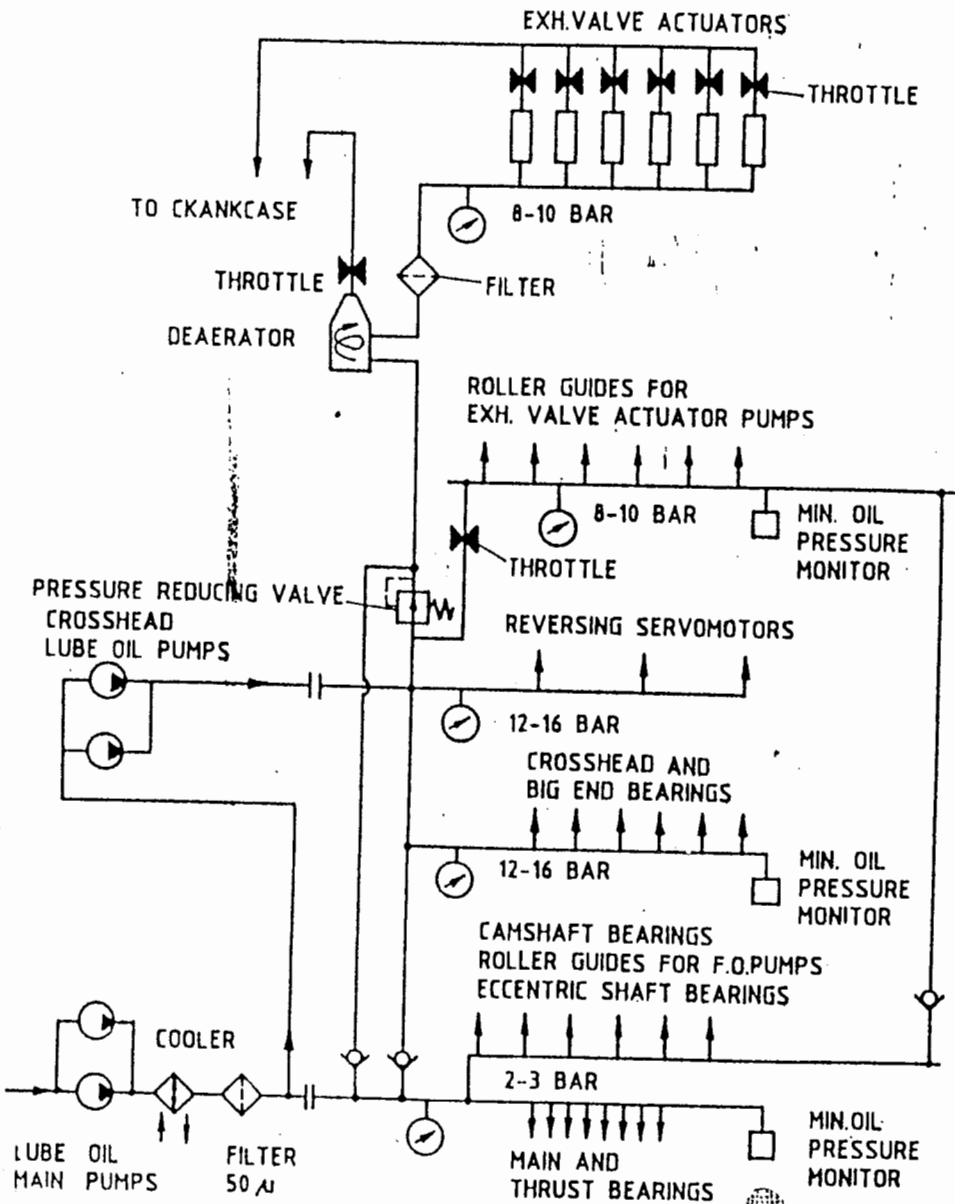 EXH.VALVE ACTUATORS
THROTTLE
TO CKANKCASE
8-10 BAR
THROTTLE
FILTER
DEAERATOR
ROLLER GUIDES FOR
EXH. VALVE ACTUATOR PUMPS
8-10 BAR
MIN. OIL
PRESSURE
MONITOR
THROTTLE
PRESSURE REDUCING VALVE
CROSSHEAD
LUBE OIL PUMPS
REVERSING SERVOMOTORS
12-16 BAR
CROSSHEAD AND
BIG END BEARINGS
12-16 BAR
MIN. OIL
PRESSURE
MONITOR
CAMSHAFT BEARINGS
ROLLER GUIDES FOR F.O.PUMPS
ECCENTRIC SHAFT BEARINGS
COOLER
2-3 BAR
LUBE OIL
MAIN PUMPS
FILTER
50 μ
MAIN AND
THRUST BEARINGS
MIN.OIL
PRESSURE
MONITOR